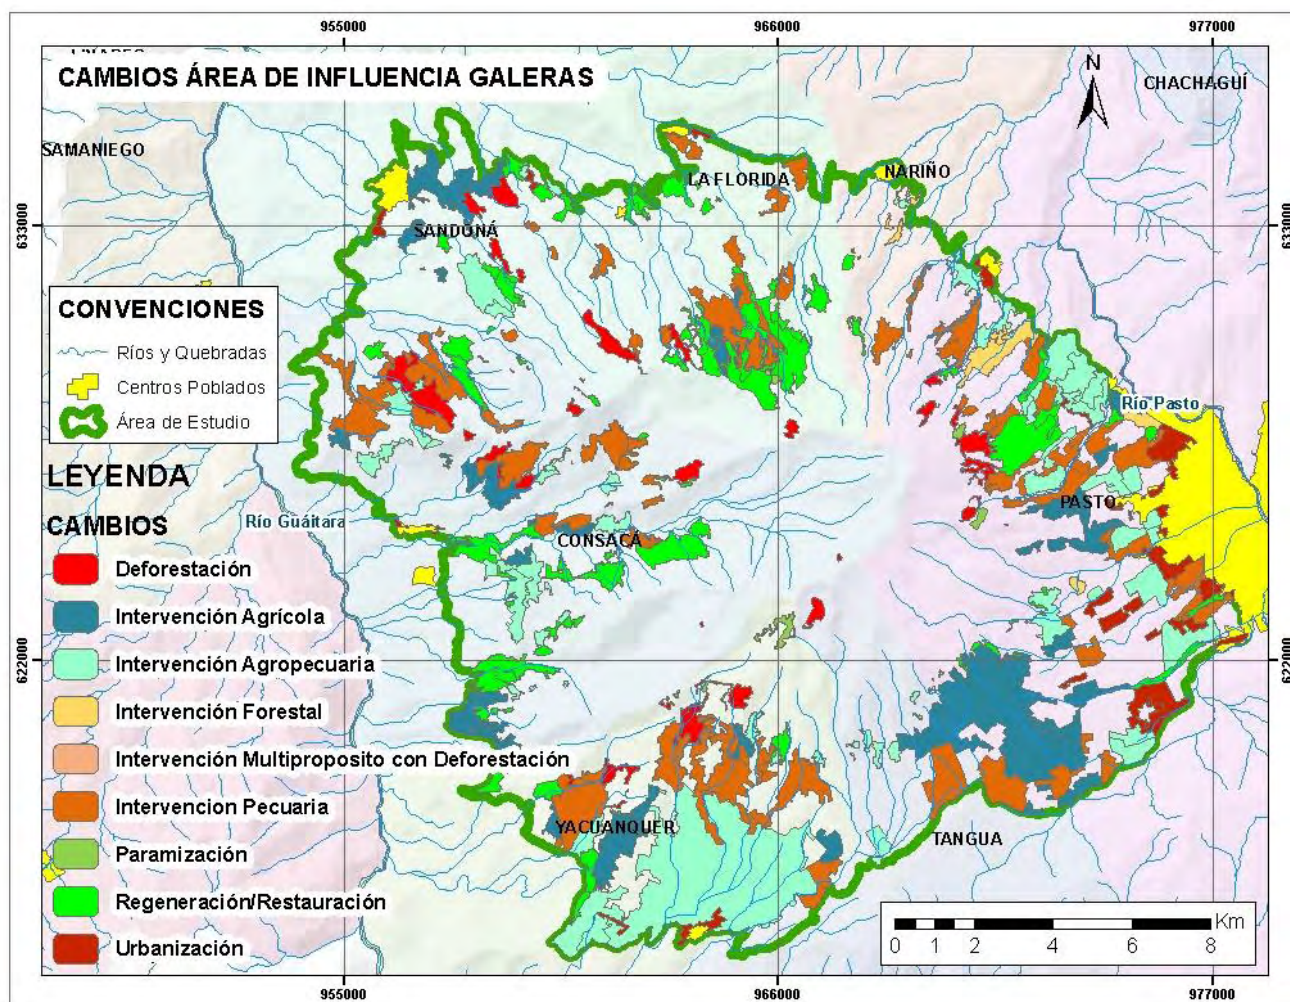 955000
966000
977000
CAMBIOS ÁREA DE INFLUENCIA GALERAS
N
CHACHAGUÍ
SAMANIEGO
LA FLORIDA
NARIÑO
633000
SANDONÁ
633000
CONVENCIONES
Ríos y Quebradas
Centros Poblados
Área de Estudio
Río Pasto
LEYENDA
PASTO
Río Guáitara
CAMBIOS
CONSACÁ
Deforestación
Intervención Agrícola
Intervención Agropecuaria
622000
622000
Intervención Forestal
Intervención Multiproposito con Deforestación
Intervencion Pecuaria
YACUANQUER
TANGUA
Paramización
Regeneración/Restauración
Urbanización
Km
0 1 2 4 6 8
955000
966000
977000